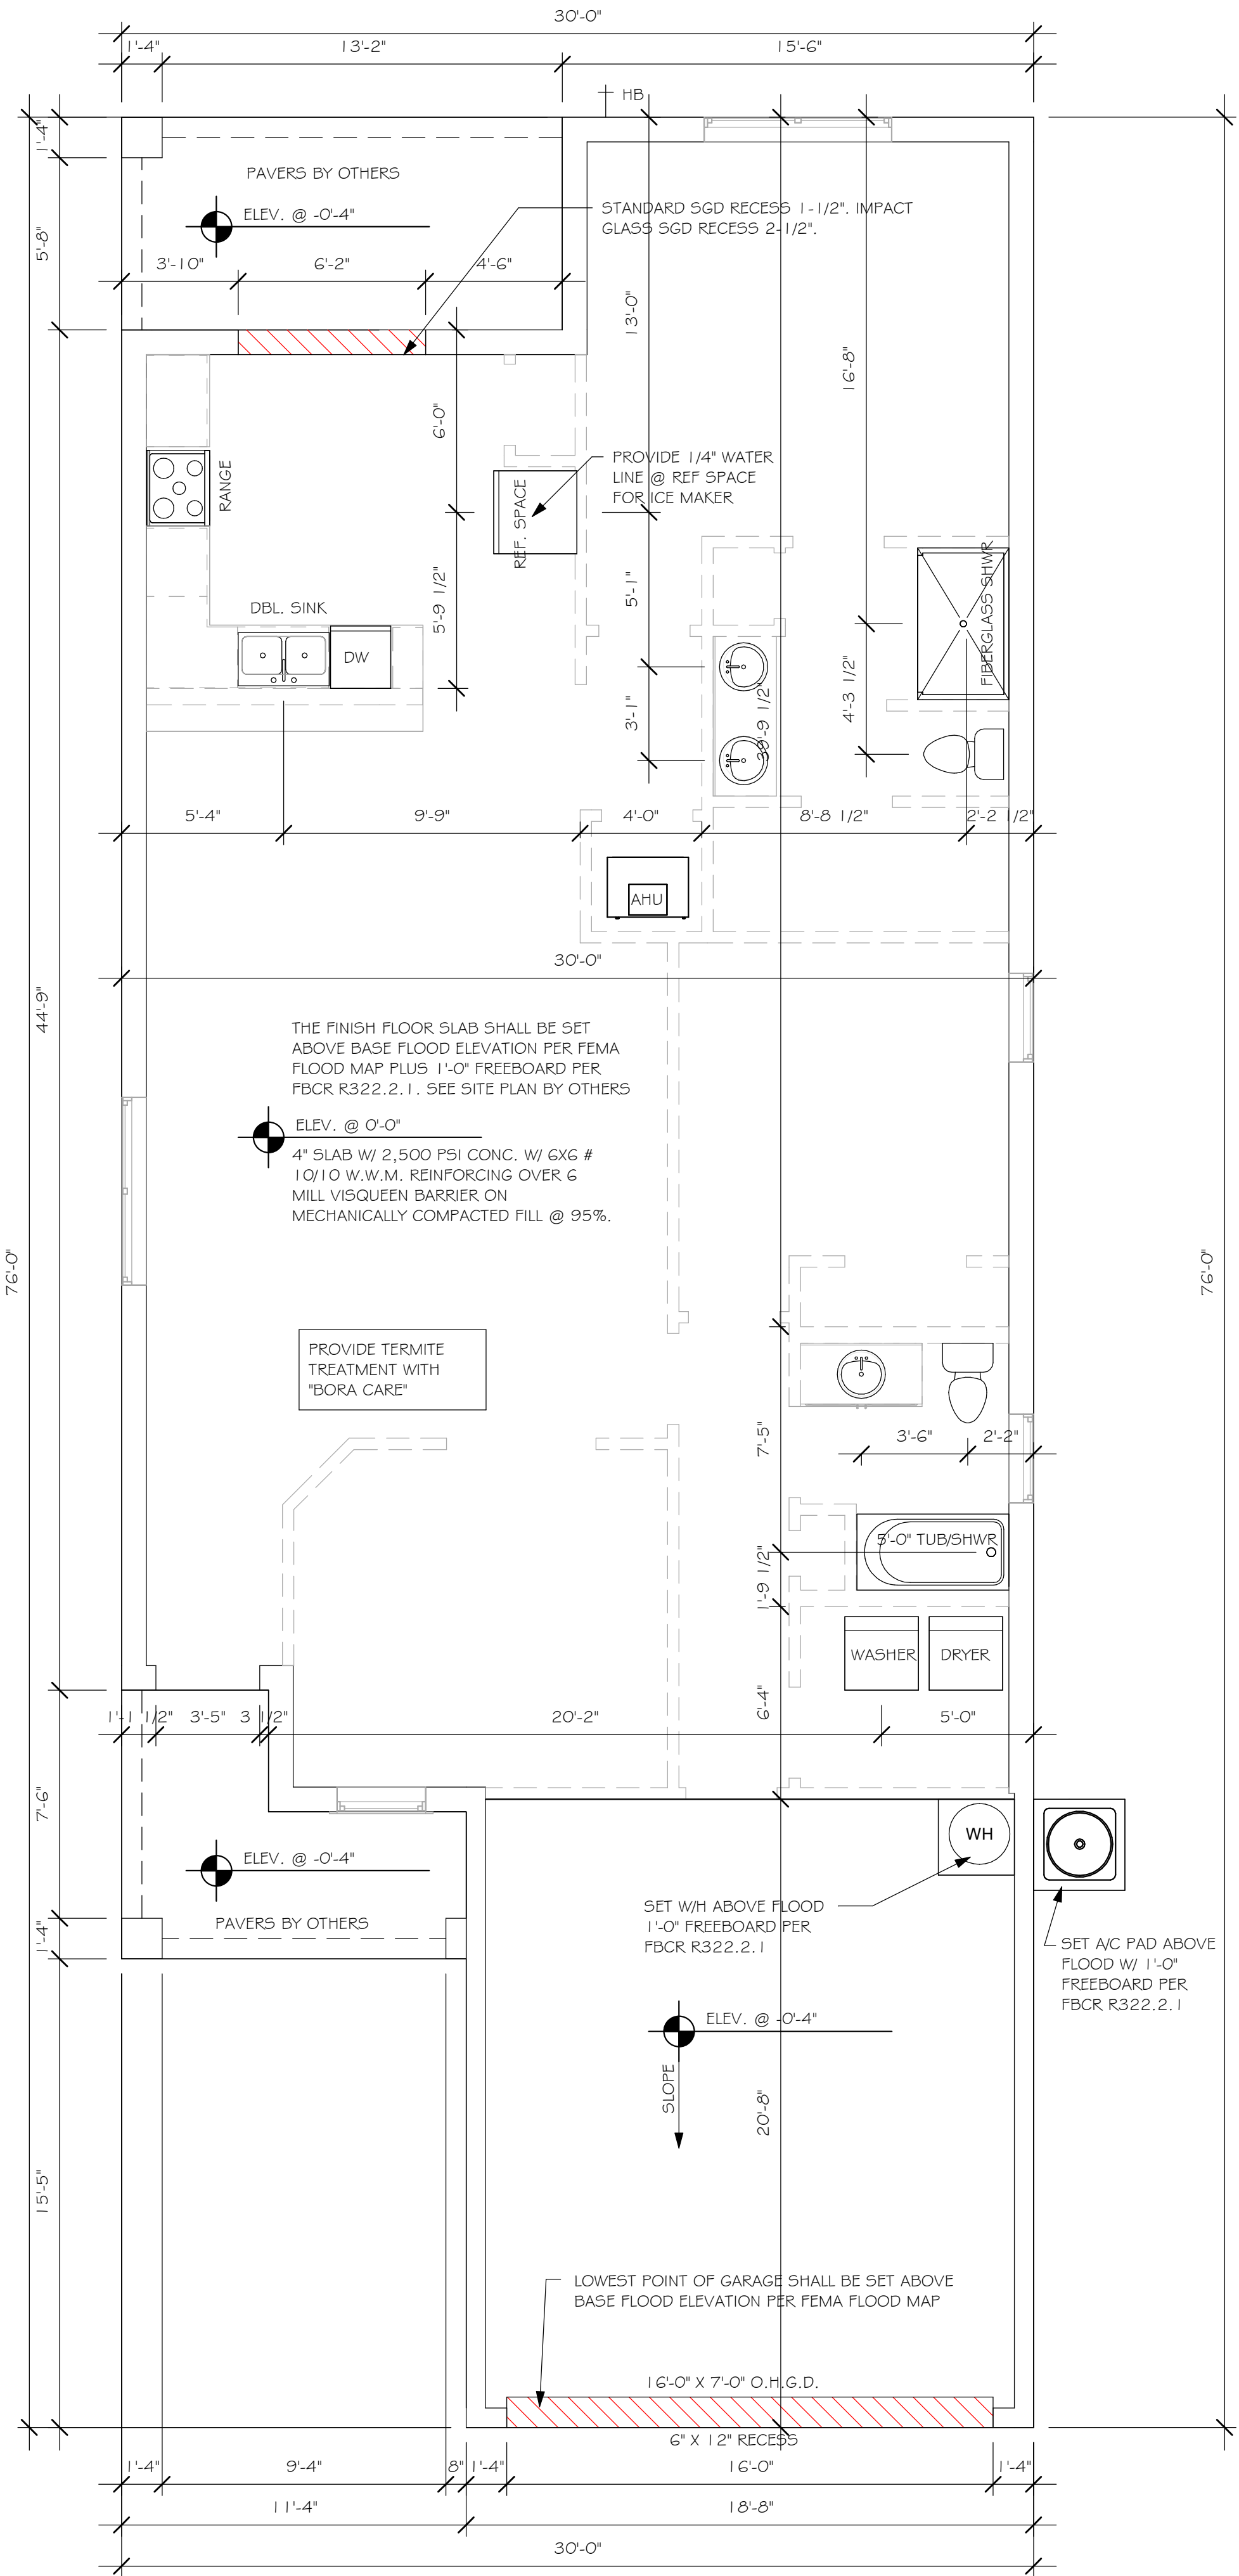 30'-0"
1'-4"
13'-2"
15'-6"
HB
1'-4"
5'-8"
PAVERS BY OTHERS
ELEV. @ -0'-4"
STANDARD SGD RECESS 1-1/2". IMPACT
GLASS SGD RECESS 2-1/2".
3'-10"
6'-2"
4'-6"
13'-0"
16'-8"
6'-0"
RANGE
REF. SPACE
PROVIDE 1/4" WATER
LINE @ REF SPACE
FOR ICE MAKER
5'-9 1/2"
5'-1"
FIBERGLASS SHWR
DBL. SINK
DW
3'-1"
39'-9 1/2"
4'-3 1/2"
5'-4"
9'-9"
4'-0"
8'-8 1/2"
2'-2 1/2"
AHU
30'-0"
44'-9"
THE FINISH FLOOR SLAB SHALL BE SET
ABOVE BASE FLOOD ELEVATION PER FEMA
FLOOD MAP PLUS 1'-0" FREEBOARD PER
FBCR R322.2.1. SEE SITE PLAN BY OTHERS
ELEV. @ 0'-0"
4" SLAB W/ 2,500 PSI CONC. W/ 6X6 #
10/10 W.W.M. REINFORCING OVER 6
MILL VISQUEEN BARRIER ON
MECHANICALLY COMPACTED FILL @ 95%.
76'-0"
76'-0"
PROVIDE TERMITE
TREATMENT WITH
"BORA CARE"
7'-5"
3'-6"
2'-2"
5'-0" TUB/SHWR
1'-9 1/2"
WASHER
DRYER
6'-4"
1'-1 1/2"
3'-5"
3 1/2"
20'-2"
5'-0"
7'-6"
WH
ELEV. @ -0'-4"
SET W/H ABOVE FLOOD
1'-0" FREEBOARD PER
FBCR R322.2.1
PAVERS BY OTHERS
1'-4"
SET A/C PAD ABOVE
FLOOD W/ 1'-0"
FREEBOARD PER
FBCR R322.2.1
ELEV. @ -0'-4"
SLOPE
20'-8"
15'-5"
LOWEST POINT OF GARAGE SHALL BE SET ABOVE
BASE FLOOD ELEVATION PER FEMA FLOOD MAP
16'-0" X 7'-0" O.H.G.D.
6" X 12" RECESS
1'-4"
9'-4"
8"
1'-4"
16'-0"
1'-4"
11'-4"
18'-8"
30'-0"